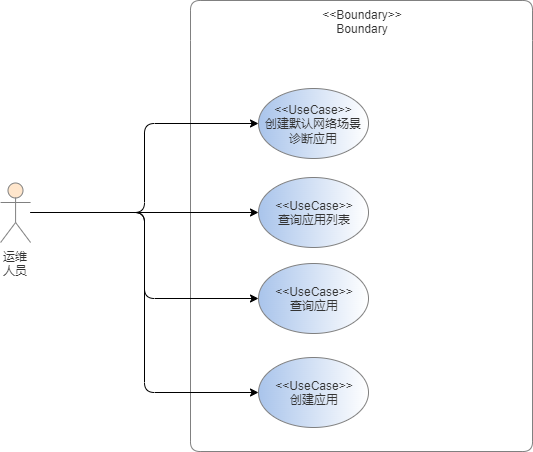 <<Boundary>>
Boundary
<<UseCase>>
创建默认网络场景
诊断应用
<<UseCase>>
查询应用列表
运维
人员
<<UseCase>>
查询应用
<<UseCase>>
创建应用